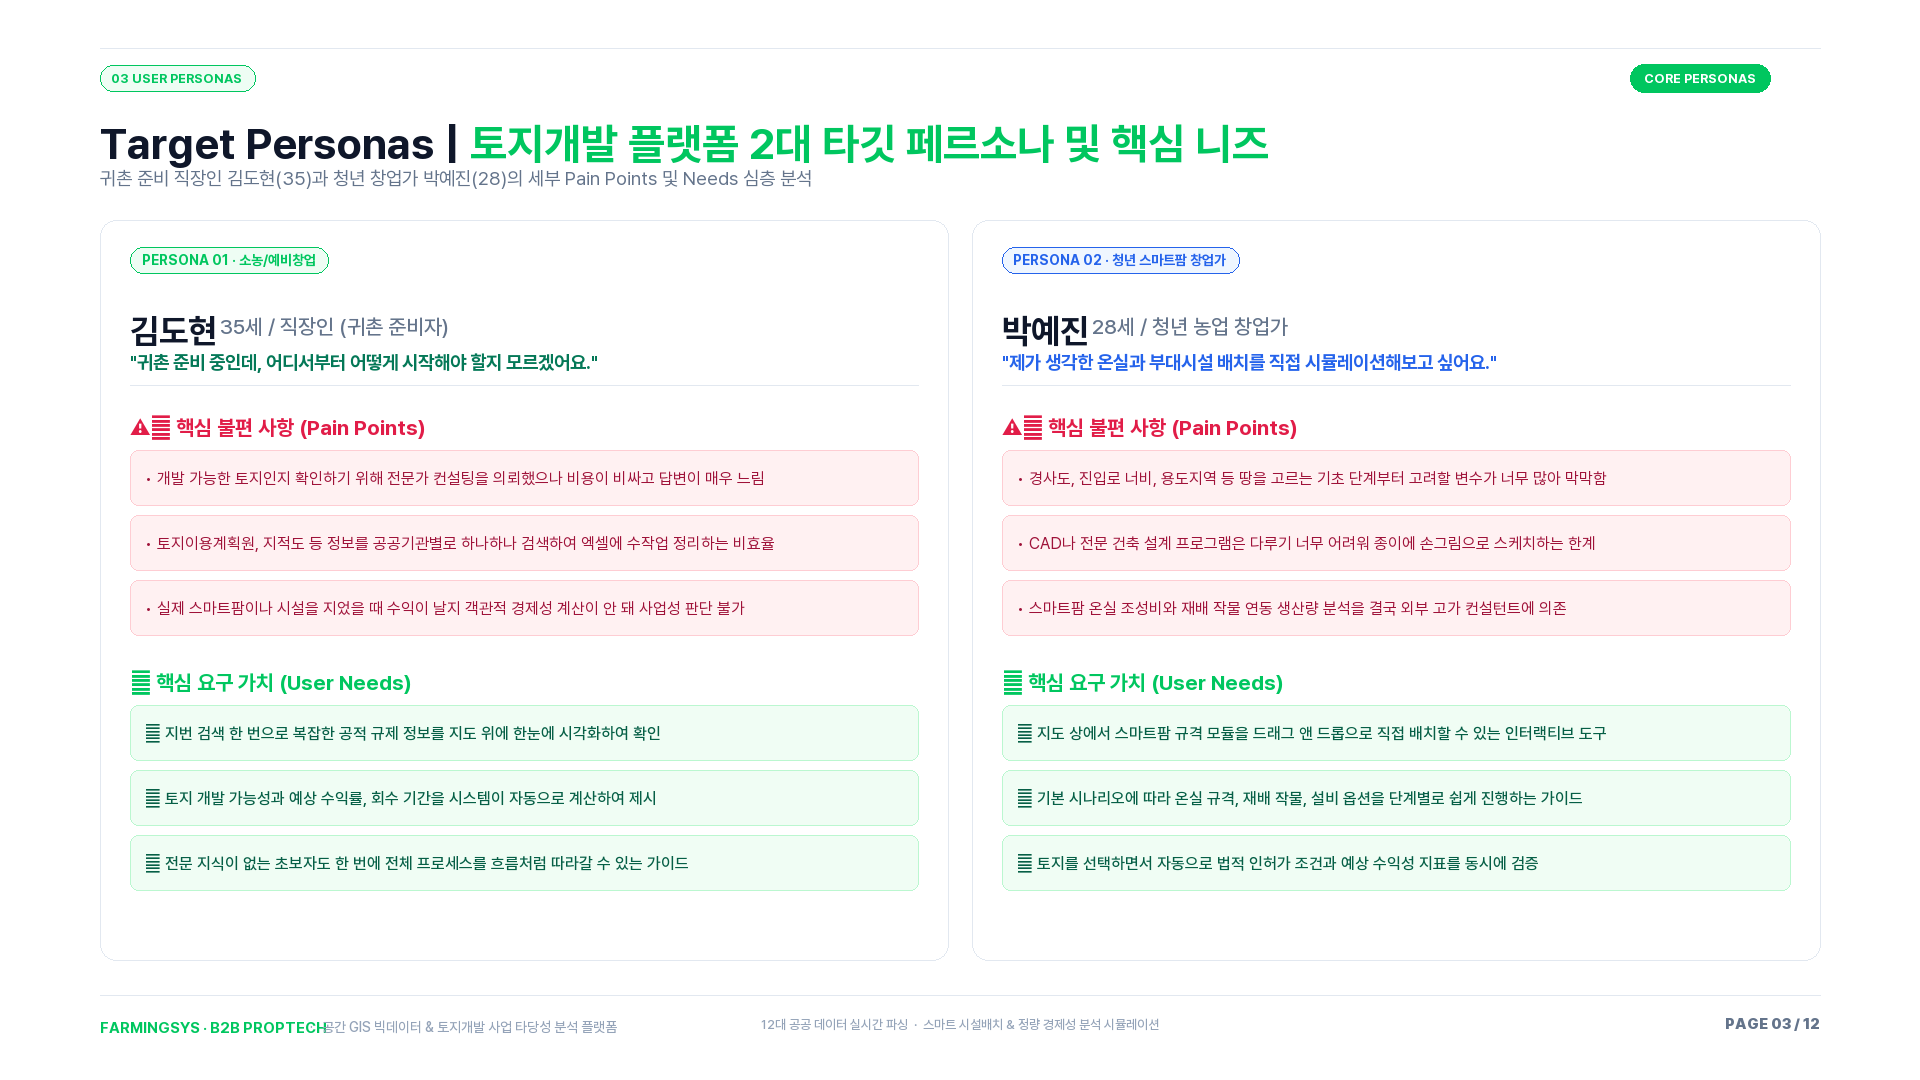 03 USER PERSONAS
CORE PERSONAS
Target Personas | 토지개발 플랫폼 2대 타깃 페르소나 및 핵심 니즈
귀촌 준비 직장인 김도현(35)과 청년 창업가 박예진(28)의 세부 Pain Points 및 Needs 심층 분석
PERSONA 01 · 소농/예비창업
김도현 35세 / 직장인 (귀촌 준비자)
"귀촌 준비 중인데, 어디서부터 어떻게 시작해야 할지 모르겠어요."
⚠ 핵심 불편 사항 (Pain Points)
• 개발 가능한 토지인지 확인하기 위해 전문가 컨설팅을 의뢰했으나 비용이 비싸고 답변이 매우 느림
• 토지이용계획원, 지적도 등 정보를 공공기관별로 하나하나 검색하여 엑셀에 수작업 정리하는 비효율
• 실제 스마트팜이나 시설을 지었을 때 수익이 날지 객관적 경제성 계산이 안 돼 사업성 판단 불가
핵심 요구 가치 (User Needs)
지번 검색 한 번으로 복잡한 공적 규제 정보를 지도 위에 한눈에 시각화하여 확인
토지 개발 가능성과 예상 수익률, 회수 기간을 시스템이 자동으로 계산하여 제시
전문 지식이 없는 초보자도 한 번에 전체 프로세스를 흐름처럼 따라갈 수 있는 가이드
PERSONA 02 · 청년 스마트팜 창업가
박예진 28세 / 청년 농업 창업가
"제가 생각한 온실과 부대시설 배치를 직접 시뮬레이션해보고 싶어요."
⚠ 핵심 불편 사항 (Pain Points)
• 경사도, 진입로 너비, 용도지역 등 땅을 고르는 기초 단계부터 고려할 변수가 너무 많아 막막함
• CAD나 전문 건축 설계 프로그램은 다루기 너무 어려워 종이에 손그림으로 스케치하는 한계
• 스마트팜 온실 조성비와 재배 작물 연동 생산량 분석을 결국 외부 고가 컨설턴트에 의존
핵심 요구 가치 (User Needs)
지도 상에서 스마트팜 규격 모듈을 드래그 앤 드롭으로 직접 배치할 수 있는 인터랙티브 도구
기본 시나리오에 따라 온실 규격, 재배 작물, 설비 옵션을 단계별로 쉽게 진행하는 가이드
토지를 선택하면서 자동으로 법적 인허가 조건과 예상 수익성 지표를 동시에 검증
FARMINGSYS · B2B PROPTECH 공간 GIS 빅데이터 & 토지개발 사업 타당성 분석 플랫폼
12대 공공 데이터 실시간 파싱 · 스마트 시설배치 & 정량 경제성 분석 시뮬레이션
PAGE 03 / 12